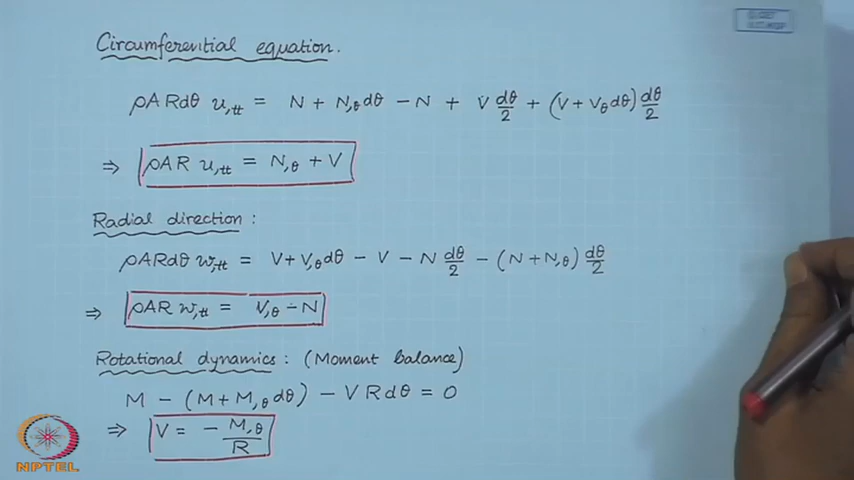 Circumferential equation.
ρARdθ u,tt = N + N,θ dθ − N + V dθ/2 + (V + Vθ dθ) dθ/2
⇒ ρAR u,tt = N,θ + V
Radial direction :
ρARdθ w,tt = V + V,θ dθ − V − N dθ/2 − (N + N,θ) dθ/2
⇒ ρAR w,tt = V,θ − N
Rotational dynamics : (Moment balance)
M − (M + M,θ dθ) − V R dθ = 0
⇒ V = − M,θ/R
NPTEL